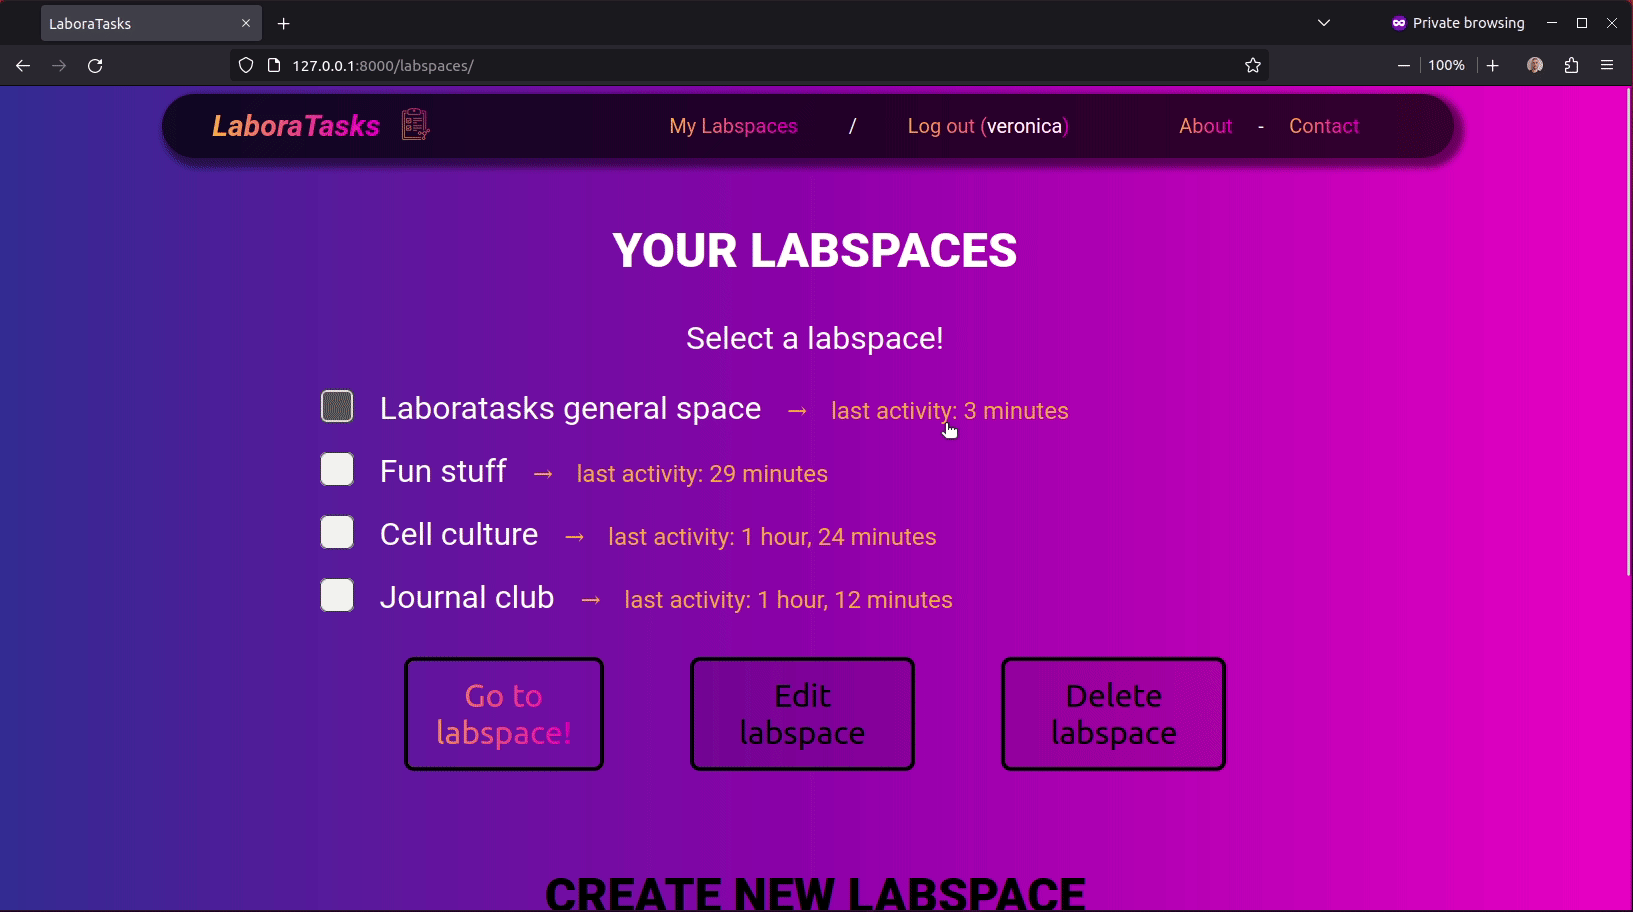 LaboraTasks
Private browsing
127.0.0.1:8000/labspaces/
100%
LaboraTasks
My Labspaces / Log out (veronica) About - Contact
YOUR LABSPACES
Select a labspace!
Laboratasks general space → last activity: 3 minutes
Fun stuff → last activity: 29 minutes
Cell culture → last activity: 1 hour, 24 minutes
Journal club → last activity: 1 hour, 12 minutes
Go to
labspace!
Edit
labspace
Delete
labspace
CREATE NEW LABSPACE